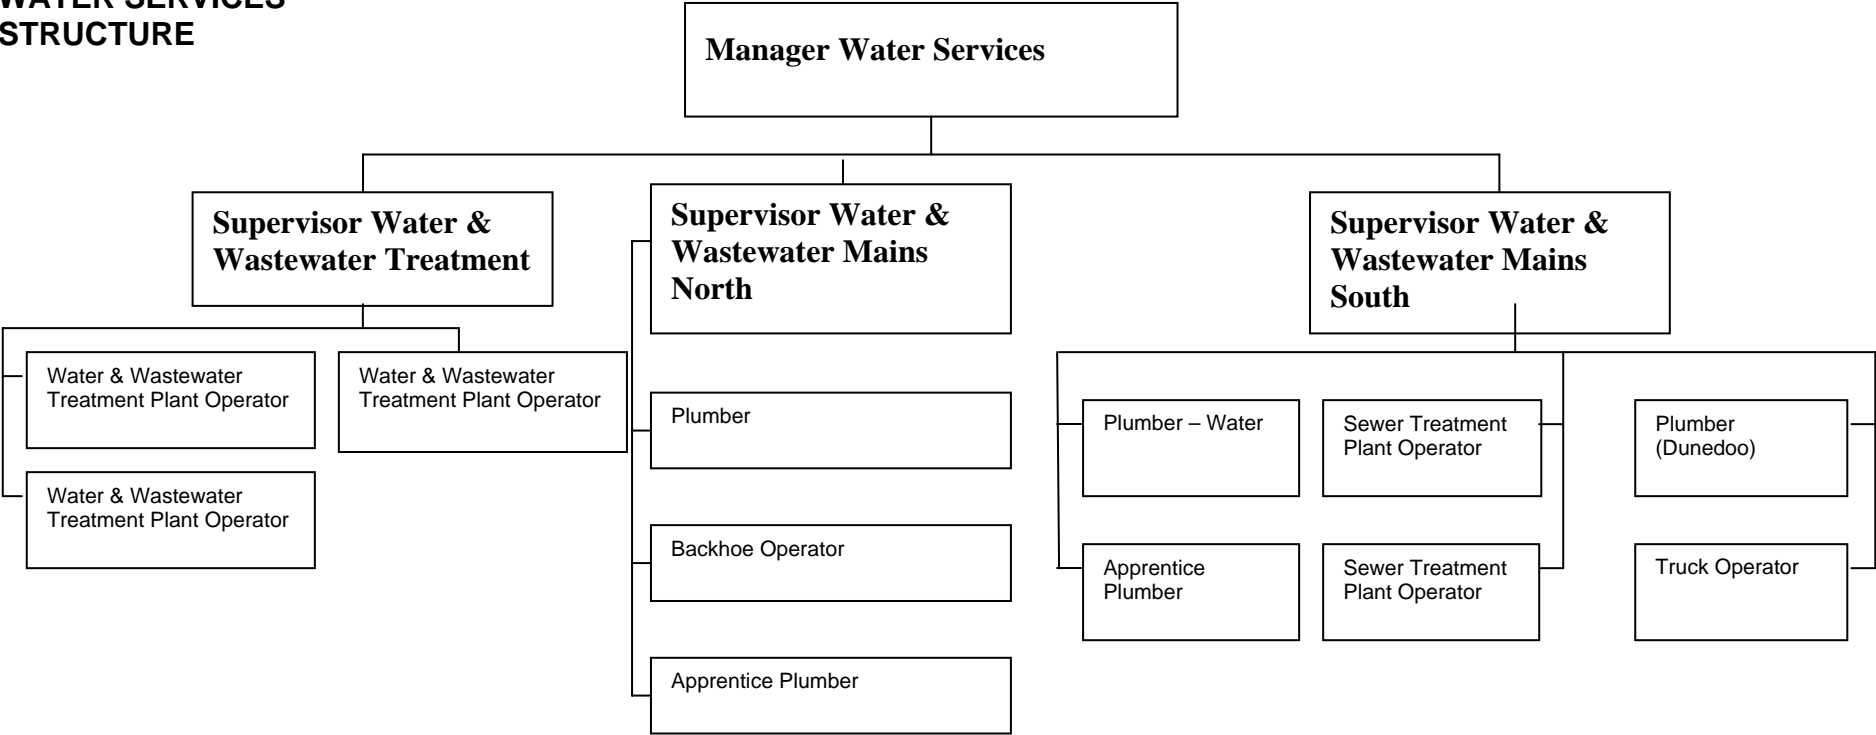 WATER SERVICES
STRUCTURE
Manager Water Services
Supervisor Water &
Wastewater Treatment
Supervisor Water &
Wastewater Mains
North
Supervisor Water &
Wastewater Mains
South
Water & Wastewater
Treatment Plant Operator
Water & Wastewater
Treatment Plant Operator
Water & Wastewater
Treatment Plant Operator
Plumber
Backhoe Operator
Apprentice Plumber
Plumber – Water
Sewer Treatment
Plant Operator
Plumber
(Dunedoo)
Apprentice
Plumber
Sewer Treatment
Plant Operator
Truck Operator